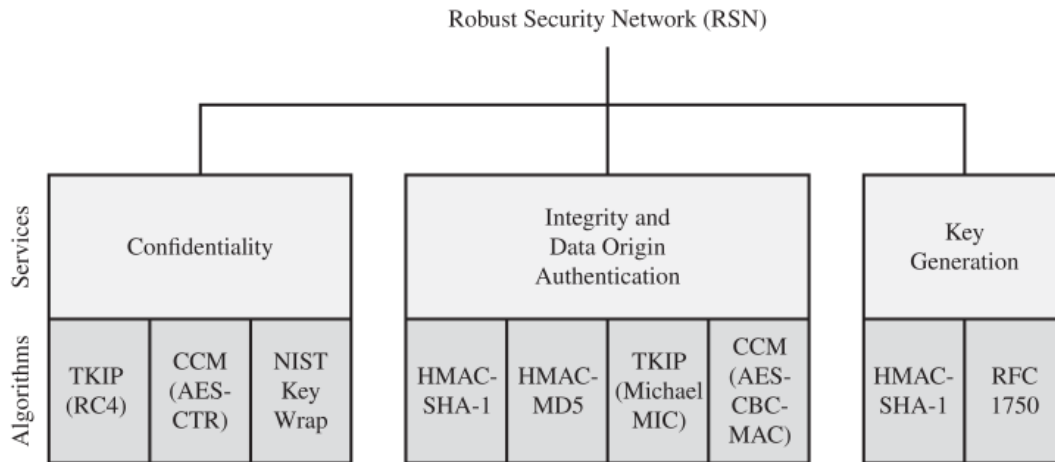 Robust Security Network (RSN)
Services
Confidentiality
Integrity and
Data Origin
Authentication
Key
Generation
Algorithms
TKIP
(RC4)
CCM
(AES-
CTR)
NIST
Key
Wrap
HMAC-
SHA-1
HMAC-
MD5
TKIP
(Michael
MIC)
CCM
(AES-
CBC-
MAC)
HMAC-
SHA-1
RFC
1750